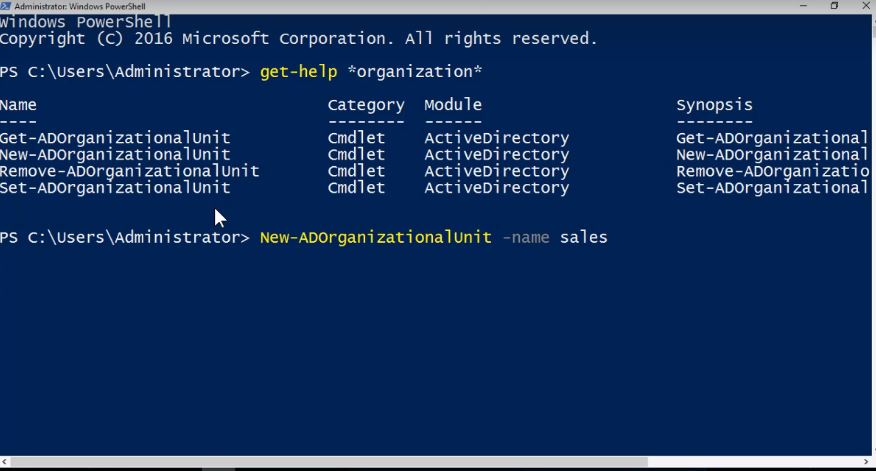 Administrator: Windows PowerShell
Windows PowerShell
Copyright (C) 2016 Microsoft Corporation. All rights reserved.
PS C:\Users\Administrator> get-help *organization*
Name Category Module Synopsis
---- -------- ------ --------
Get-ADOrganizationalUnit Cmdlet ActiveDirectory Get-ADOrganizational
New-ADOrganizationalUnit Cmdlet ActiveDirectory New-ADOrganizational
Remove-ADOrganizationalUnit Cmdlet ActiveDirectory Remove-ADOrganizatio
Set-ADOrganizationalUnit Cmdlet ActiveDirectory Set-ADOrganizational
PS C:\Users\Administrator> New-ADOrganizationalUnit -name sales